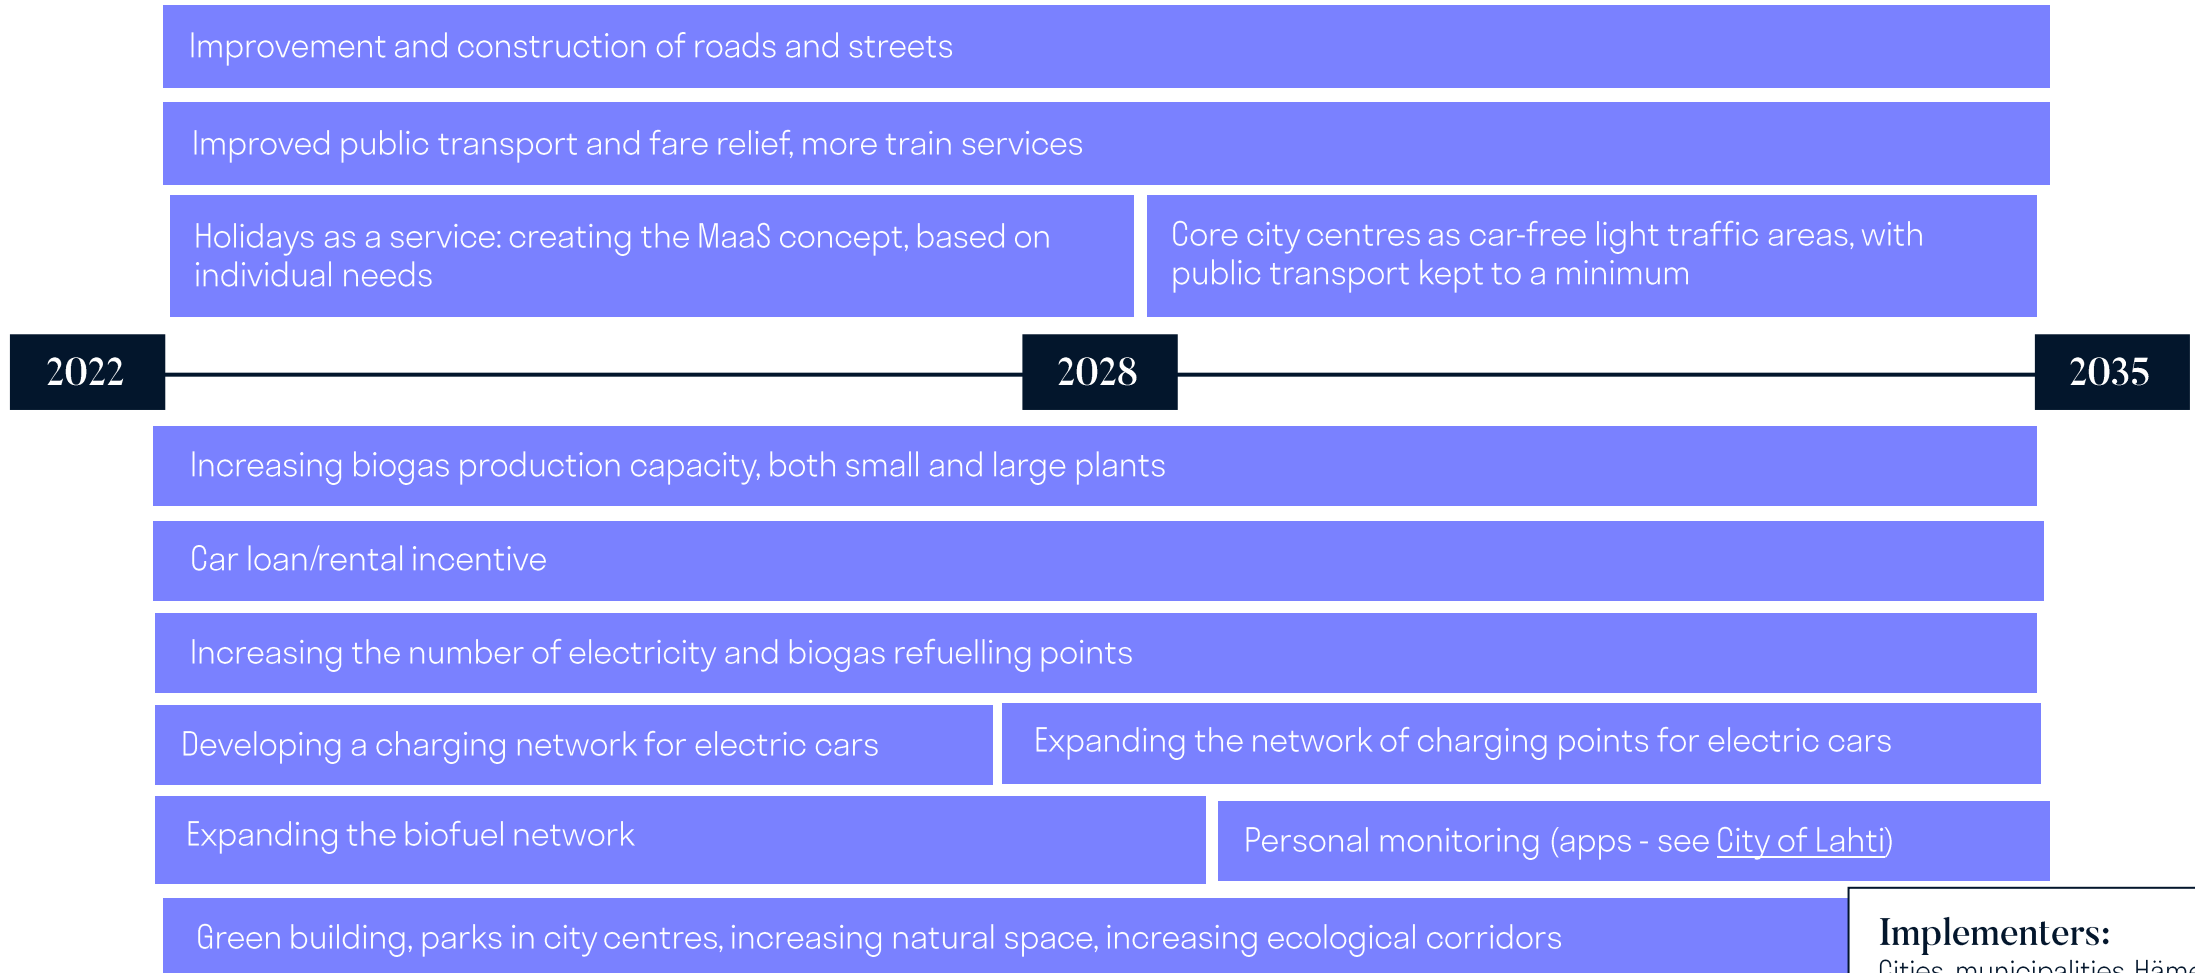 Improvement and construction of roads and streets
Improved public transport and fare relief, more train services
Holidays as a service: creating the MaaS concept, based on
individual needs
Core city centres as car-free light traffic areas, with
public transport kept to a minimum
2022
2028
2035
Increasing biogas production capacity, both small and large plants
Car loan/rental incentive
Increasing the number of electricity and biogas refuelling points
Developing a charging network for electric cars
Expanding the network of charging points for electric cars
Expanding the biofuel network
Personal monitoring (apps - see City of Lahti)
Green building, parks in city centres, increasing natural space, increasing ecological corridors
Implementers:
Cities, municipalities,